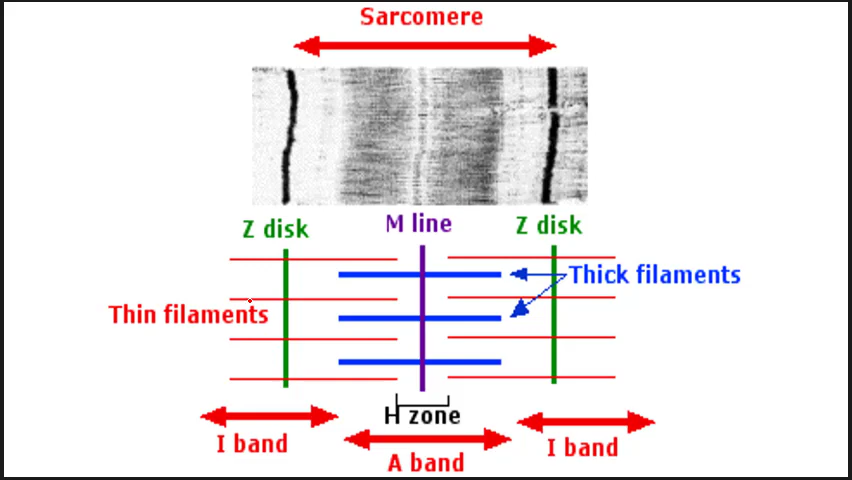 Sarcomere
Z disk
M line
Z disk
Thick filaments
Thin filaments
H zone
I band
A band
I band